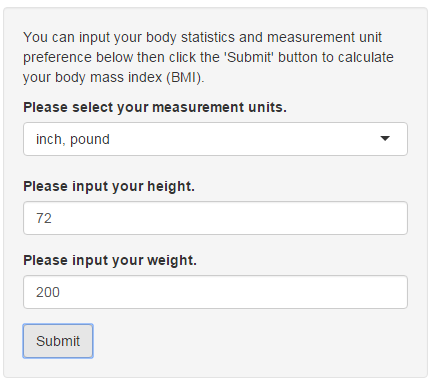 You can input your body statistics and measurement unit
preference below then click the 'Submit' button to calculate
your body mass index (BMI).
Please select your measurement units.
inch, pound
Please input your height.
72
Please input your weight.
200
Submit